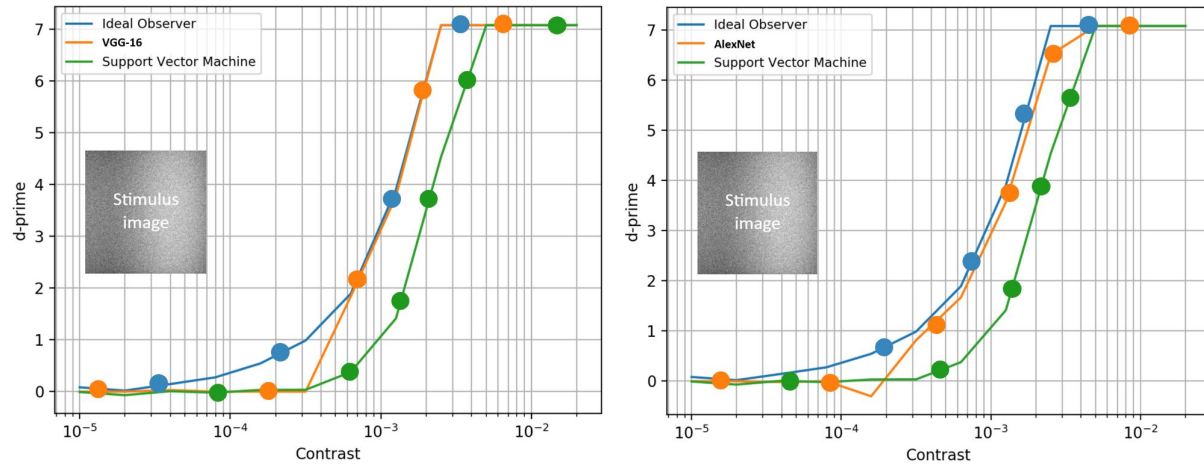 7
6
5
4
3
2
1
0
d-prime
Ideal Observer
VGG-16
Support Vector Machine
Stimulus
image
10⁻⁵
10⁻⁴
10⁻³
10⁻²
Contrast
7
6
5
4
3
2
1
0
d-prime
Ideal Observer
AlexNet
Support Vector Machine
Stimulus
image
10⁻⁵
10⁻⁴
10⁻³
10⁻²
Contrast